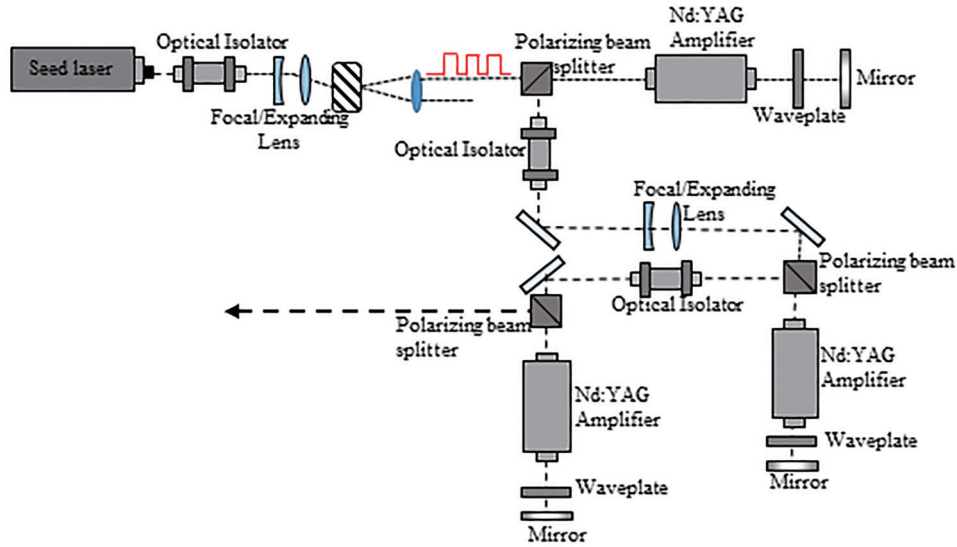 Seed laser
Optical Isolator
Focal/Expanding
Lens
Polarizing beam
splitter
Nd:YAG
Amplifier
Waveplate
Mirror
Optical Isolator
Focal/Expanding
Lens
Polarizing beam
splitter
Optical Isolator
Polarizing beam
splitter
Nd:YAG
Amplifier
Waveplate
Mirror
Nd:YAG
Amplifier
Waveplate
Mirror